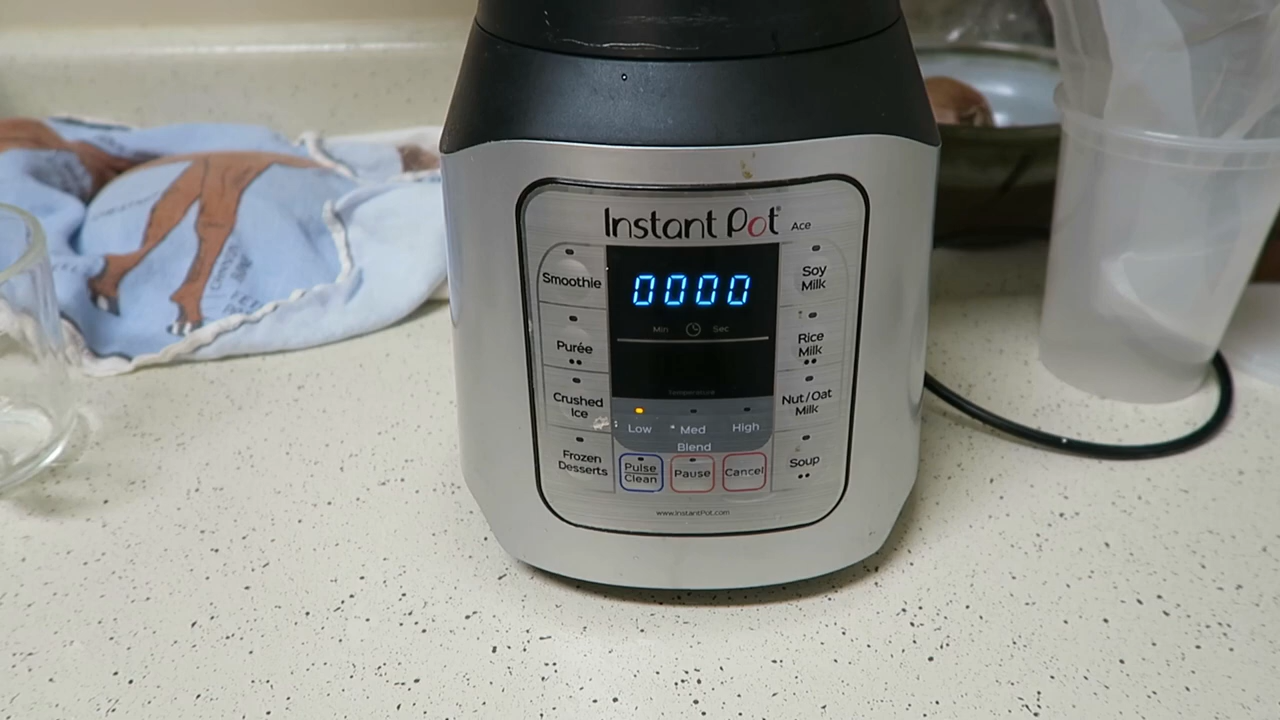 Instant Pot® Ace
Smoothie
0000
Soy
Milk
Min Sec
Purée
Rice
Milk
Temperature
Crushed
Ice
Nut/Oat
Milk
Low Med High
Blend
Frozen
Desserts
Pulse
Clean
Pause
Cancel
Soup
www.InstantPot.com